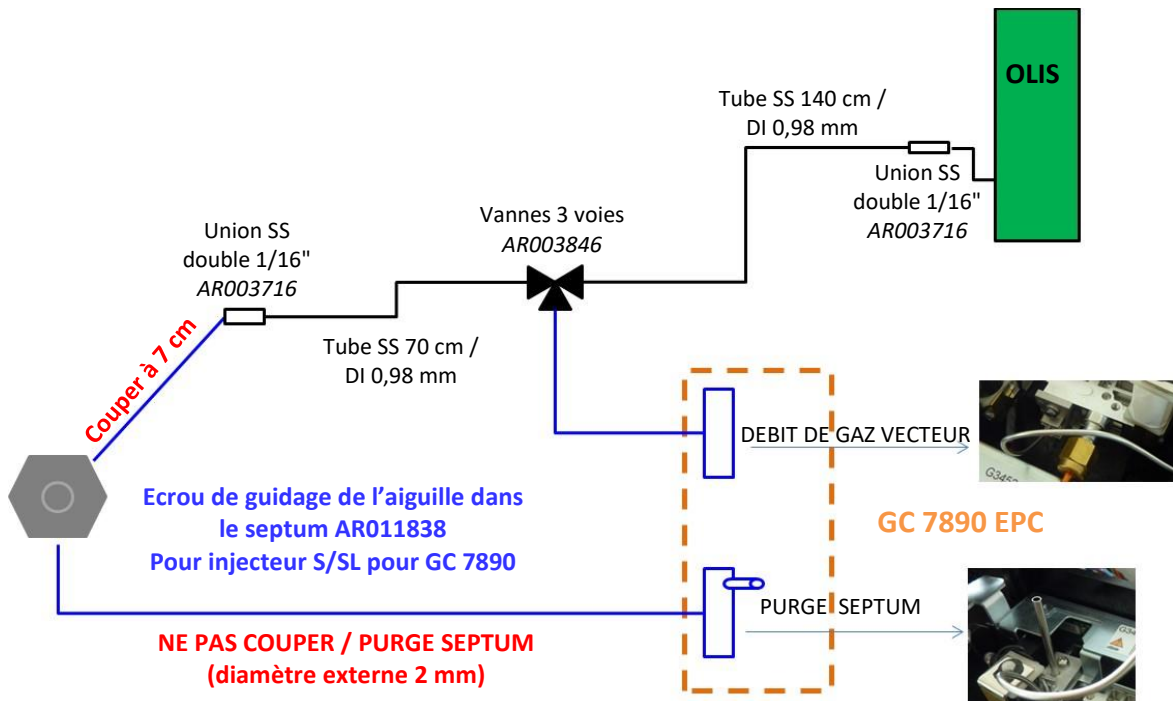 OLIS
Tube SS 140 cm /
DI 0,98 mm
Union SS
double 1/16"
AR003716
Vannes 3 voies
AR003846
Union SS
double 1/16"
AR003716
Tube SS 70 cm /
DI 0,98 mm
Couper à 7 cm
DEBIT DE GAZ VECTEUR
Ecrou de guidage de l’aiguille dans
le septum AR011838
Pour injecteur S/SL pour GC 7890
GC 7890 EPC
PURGE SEPTUM
NE PAS COUPER / PURGE SEPTUM
(diamètre externe 2 mm)